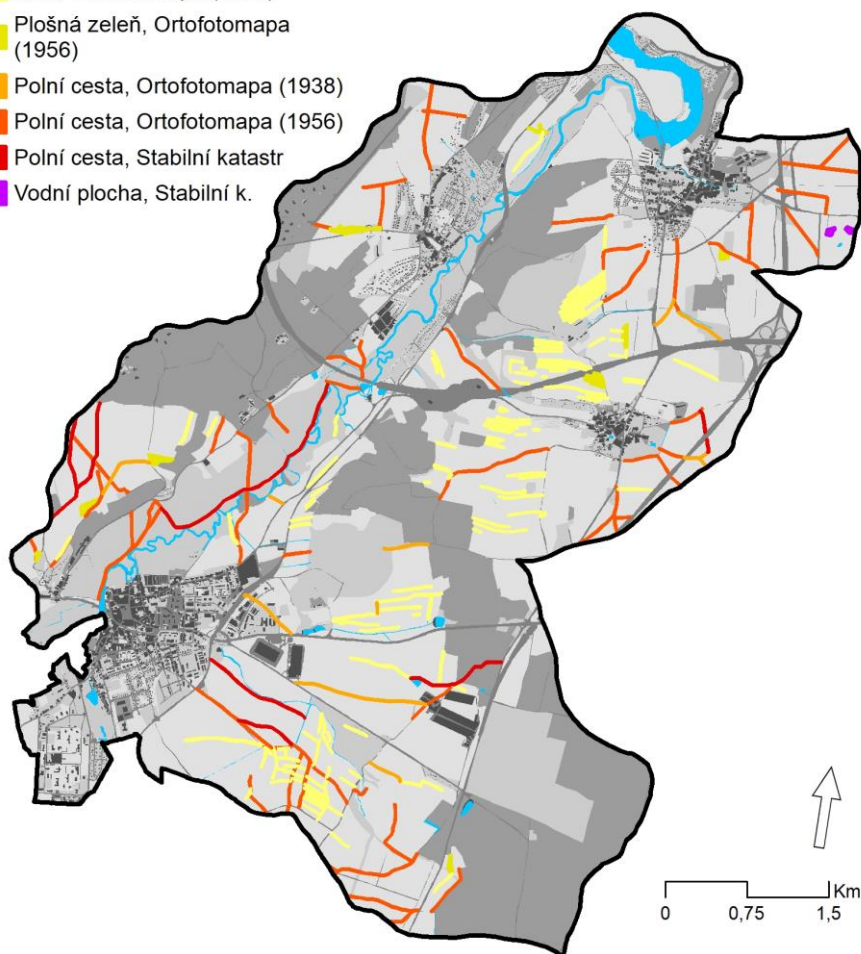 Plošná zeleň, Ortofotomapa
(1956)
Polní cesta, Ortofotomapa (1938)
Polní cesta, Ortofotomapa (1956)
Polní cesta, Stabilní katastr
Vodní plocha, Stabilní k.
Km
0 0,75 1,5